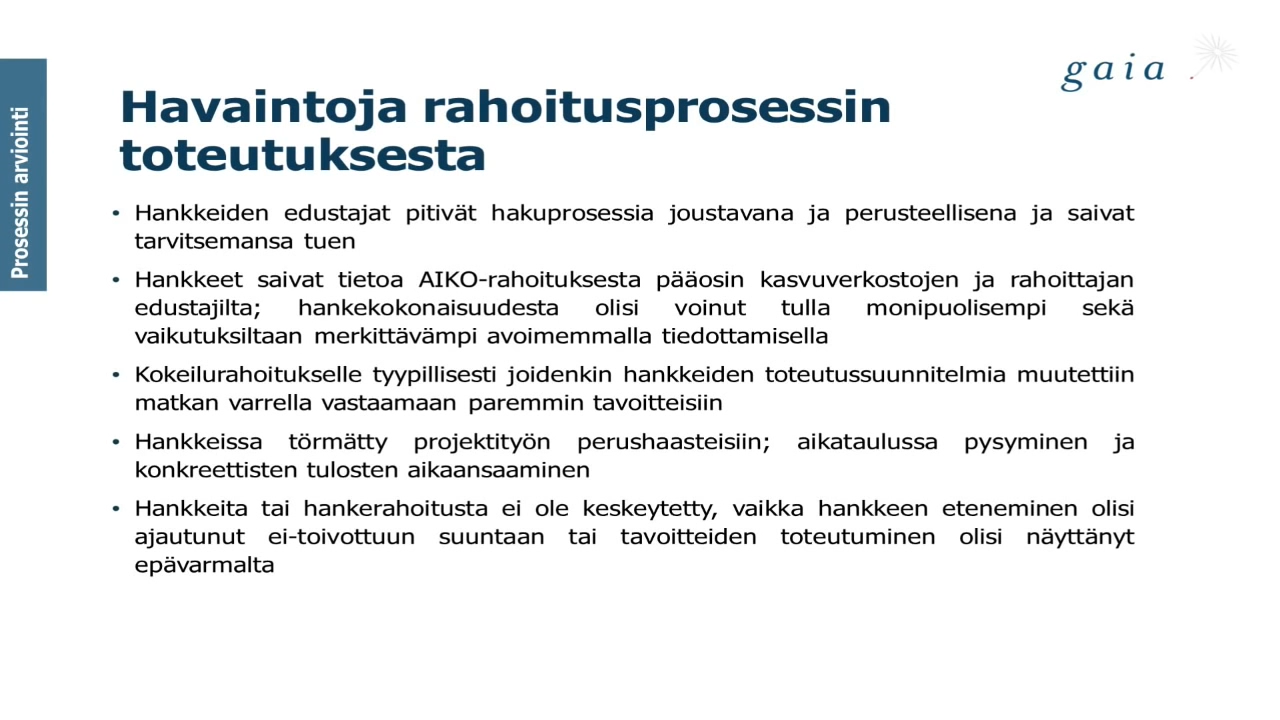 gaia
Prosessin arviointi
Havaintoja rahoitusprosessin
toteutuksesta
• Hankkeiden edustajat pitivät hakuprosessia joustavana ja perusteellisena ja saivat
tarvitsemansa tuen
• Hankkeet saivat tietoa AIKO-rahoituksesta pääosin kasvuverkostojen ja rahoittajan
edustajilta; hankekokonaisuudesta olisi voinut tulla monipuolisempi sekä
vaikutuksiltaan merkittävämpi avoimemmalla tiedottamisella
• Kokeilurahoitukselle tyypillisesti joidenkin hankkeiden toteutussuunnitelmia muutettiin
matkan varrella vastaamaan paremmin tavoitteisiin
• Hankkeissa törmätty projektityön perushaasteisiin; aikataulussa pysyminen ja
konkreettisten tulosten aikaansaaminen
• Hankkeita tai hankerahoitusta ei ole keskeytetty, vaikka hankkeen eteneminen olisi
ajautunut ei-toivottuun suuntaan tai tavoitteiden toteutuminen olisi näyttänyt
epävarmalta